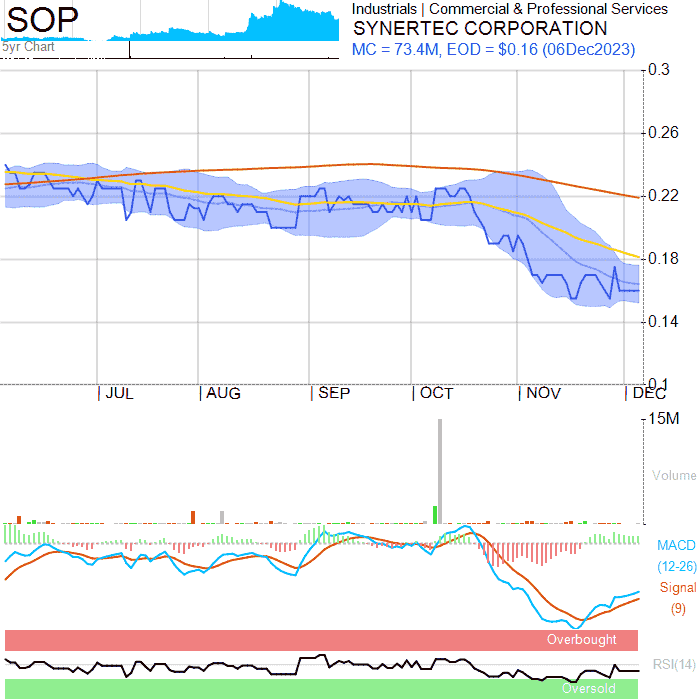 SOP
5yr Chart
Industrials | Commercial & Professional Services
SYNERTEC CORPORATION
MC = 73.4M, EOD = $0.16 (06Dec2023)
0.3
0.26
0.22
0.18
0.14
0.1
JUL
AUG
SEP
OCT
NOV
DEC
15M
Volume
MACD
(12-26)
Signal
(9)
Overbought
RSI(14)
Oversold